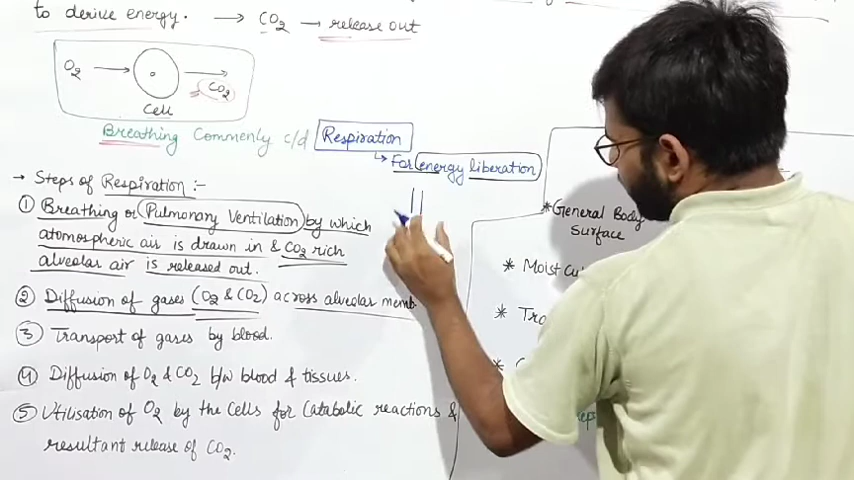 to derive energy. → CO2 → release out
O2 → → CO2
Cell
Breathing Commonly c/d Respiration
↳ For energy liberation
→ Steps of Respiration :-
① Breathing or Pulmonary Ventilation by which
atomospheric air is drawn in & CO2 rich
alveolar air is released out.
② Diffusion of gases (O2 & CO2) across alveolar memb.
③ Transport of gases by blood.
④ Diffusion of O2 & CO2 b/w blood & tissues.
⑤ Utilisation of O2 by the cells for Catabolic reactions &
resultant release of CO2.
* General Body
Surface
* Moist
*
*